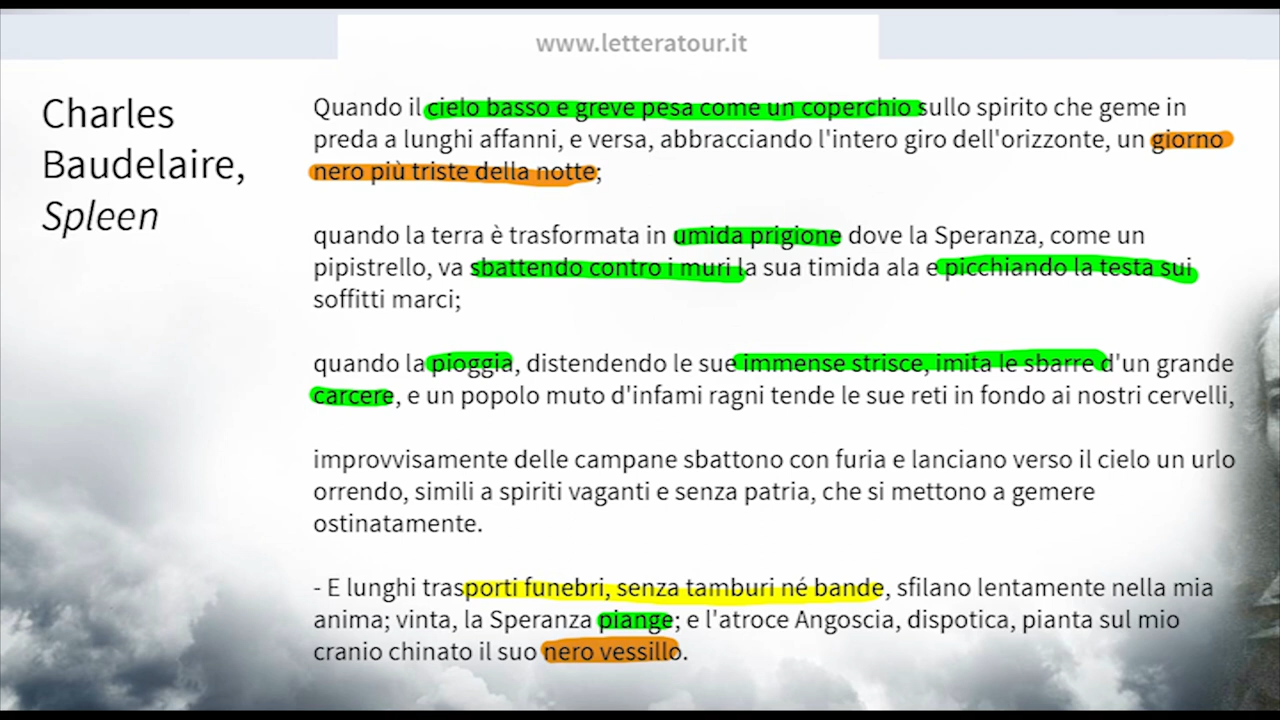 www.letteratour.it
Charles
Baudelaire,
Spleen
Quando il cielo basso e greve pesa come un coperchio sullo spirito che geme in
preda a lunghi affanni, e versa, abbracciando l'intero giro dell'orizzonte, un giorno
nero più triste della notte;
quando la terra è trasformata in umida prigione dove la Speranza, come un
pipistrello, va sbattendo contro i muri la sua timida ala e picchiando la testa sui
soffitti marci;
quando la pioggia, distendendo le sue immense strisce, imita le sbarre d'un grande
carcere, e un popolo muto d'infami ragni tende le sue reti in fondo ai nostri cervelli,
improvvisamente delle campane sbattono con furia e lanciano verso il cielo un urlo
orrendo, simili a spiriti vaganti e senza patria, che si mettono a gemere
ostinatamente.
- E lunghi trasporti funebri, senza tamburi né bande, sfilano lentamente nella mia
anima; vinta, la Speranza piange; e l'atroce Angoscia, dispotica, pianta sul mio
cranio chinato il suo nero vessillo.